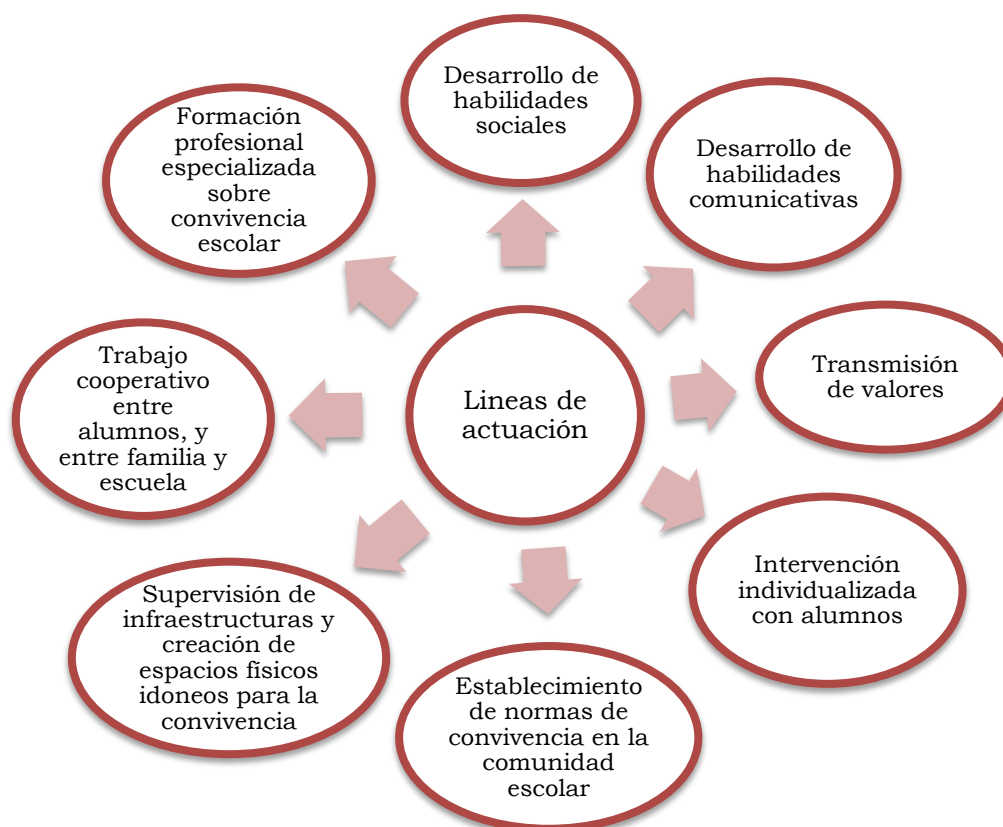 Desarrollo de
habilidades
sociales
Desarrollo de
habilidades
comunicativas
Transmisión
de valores
Intervención
individualizada
con alumnos
Establecimiento
de normas de
convivencia en la
comunidad
escolar
Supervisión de
infraestructuras y
creación de
espacios físicos
idoneos para la
convivencia
Trabajo
cooperativo
entre
alumnos, y
entre familia y
escuela
Formación
profesional
especializada
sobre
convivencia
escolar
Lineas de
actuación